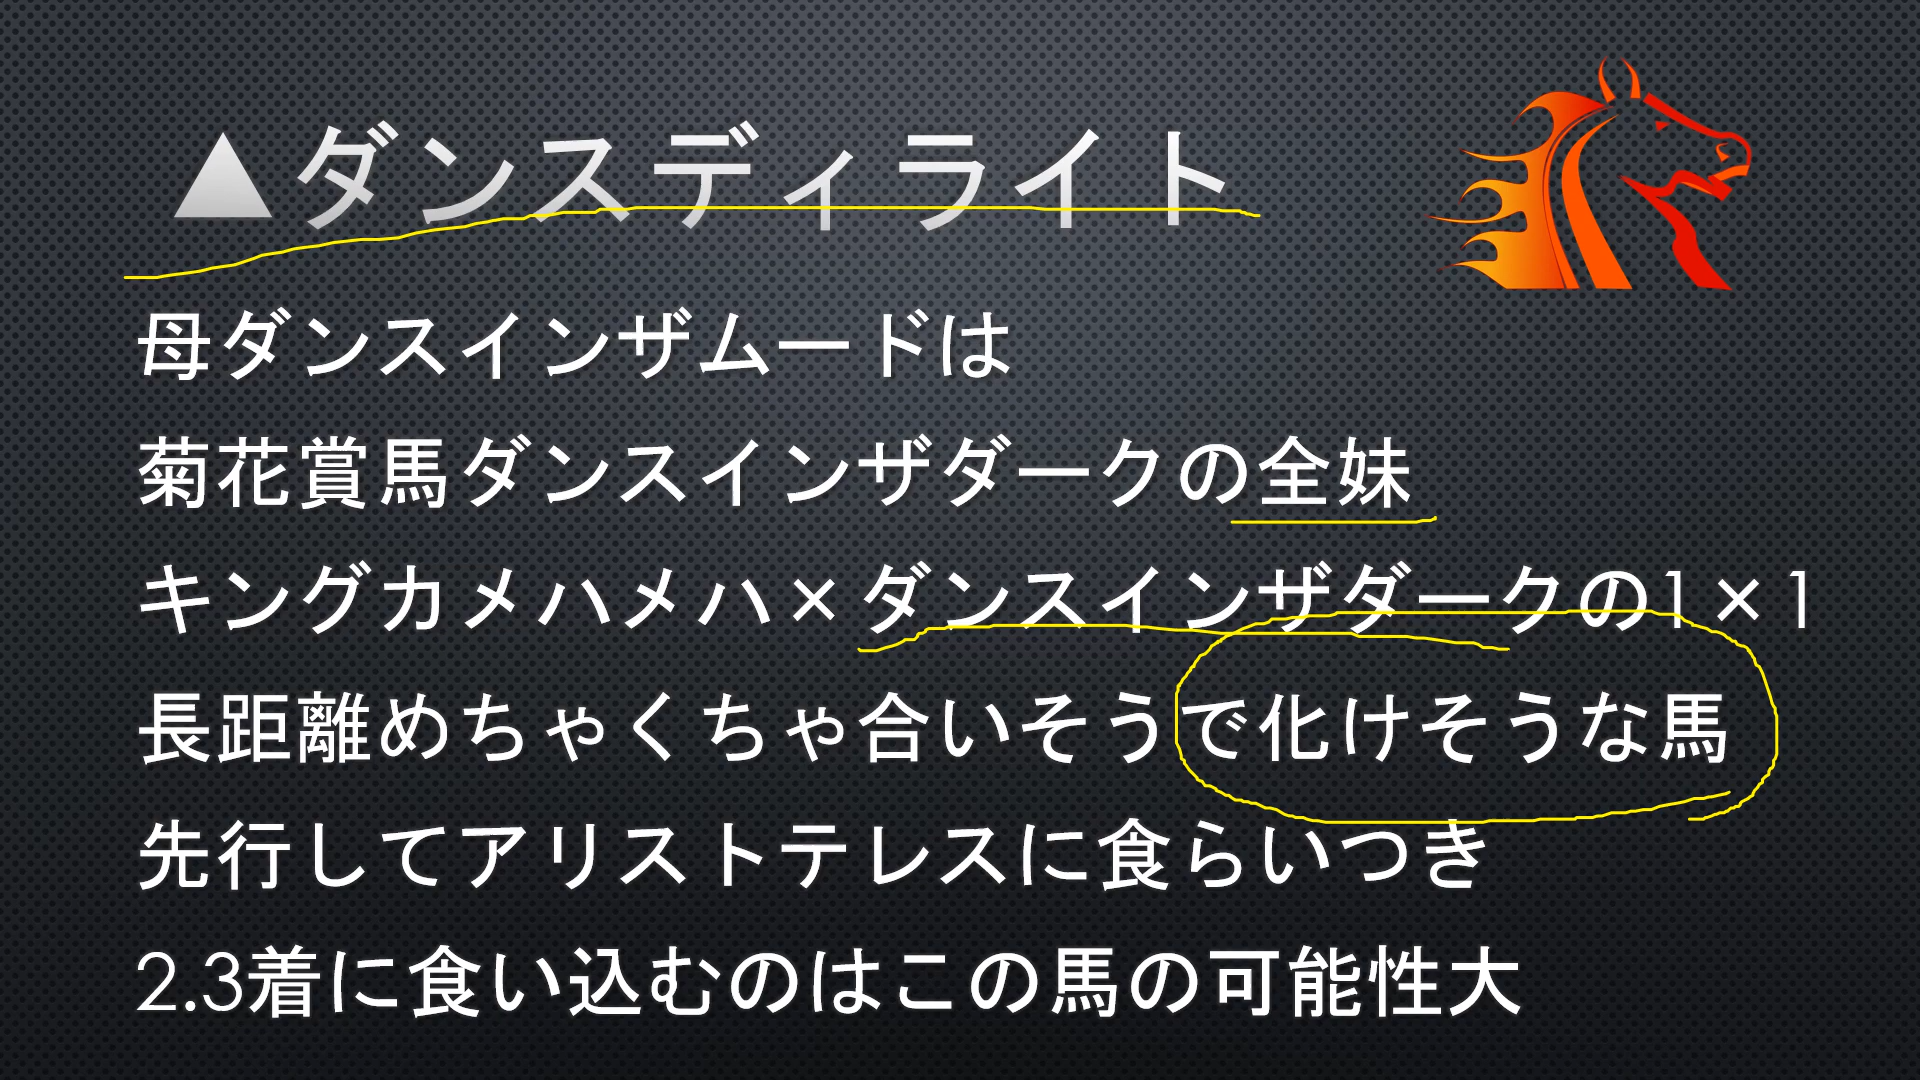 ▲ダンスディライト
母ダンスインザムードは
菊花賞馬ダンスインザダークの全妹
キングカメハメハ×ダンスインザダークの1×1
長距離めちゃくちゃ合いそうで化けそうな馬
先行してアリストテレスに食らいつき
2.3着に食い込むのはこの馬の可能性大